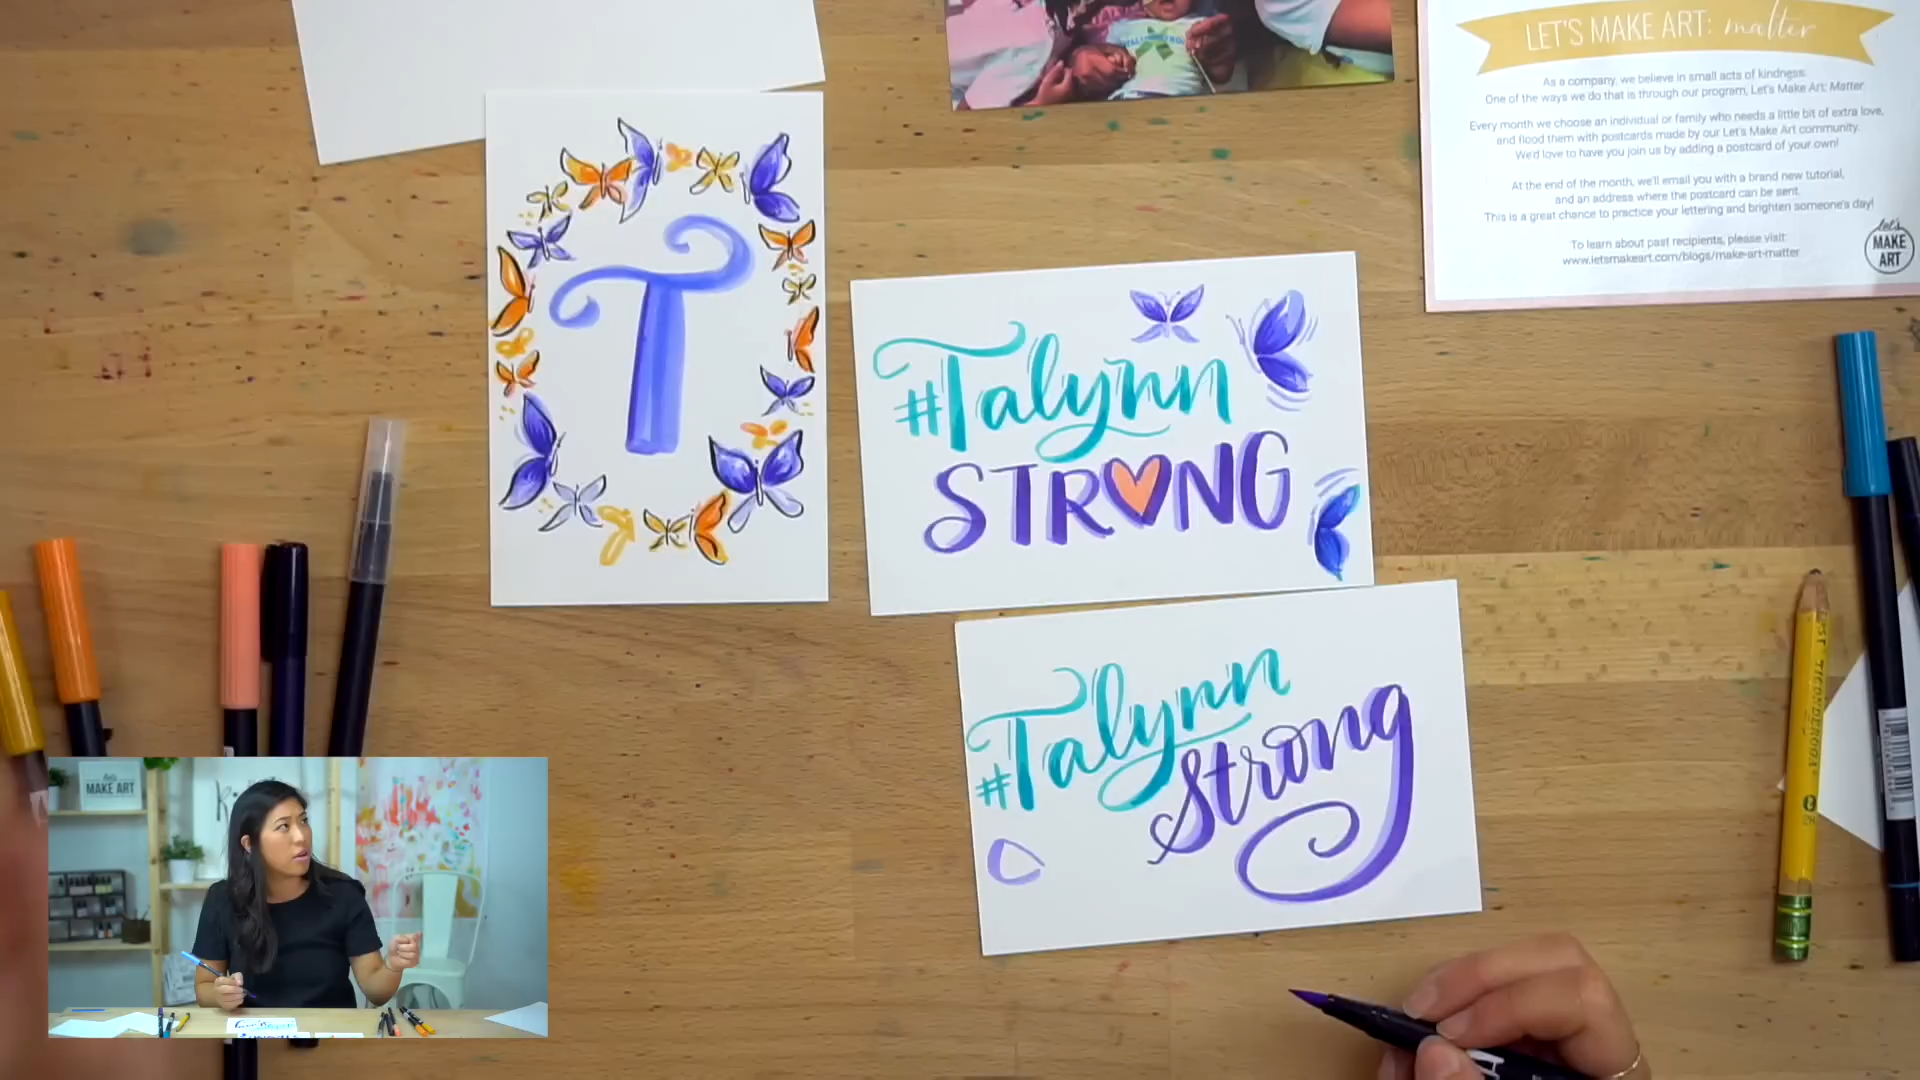 LET'S MAKE ART: matter
As a company, we believe in small acts of kindness.
One of the ways we do that is through our program, Let's Make Art: Matter.
Every month we choose an individual or family who needs a little bit of extra love,
and flood them with postcards made by our Let's Make Art community.
We'd love to have you join us by adding a postcard of your own!
At the end of the month, we'll email you with a brand new tutorial,
and an address where the postcard can be sent.
This is a great chance to practice your lettering and brighten someone's day!
To learn about past recipients, please visit:
www.letsmakeart.com/blogs/make-art-matter
let's
MAKE
ART
T
#Talynn
STRONG
#Talynn
Strong
TICONDEROGA
MAKE ART